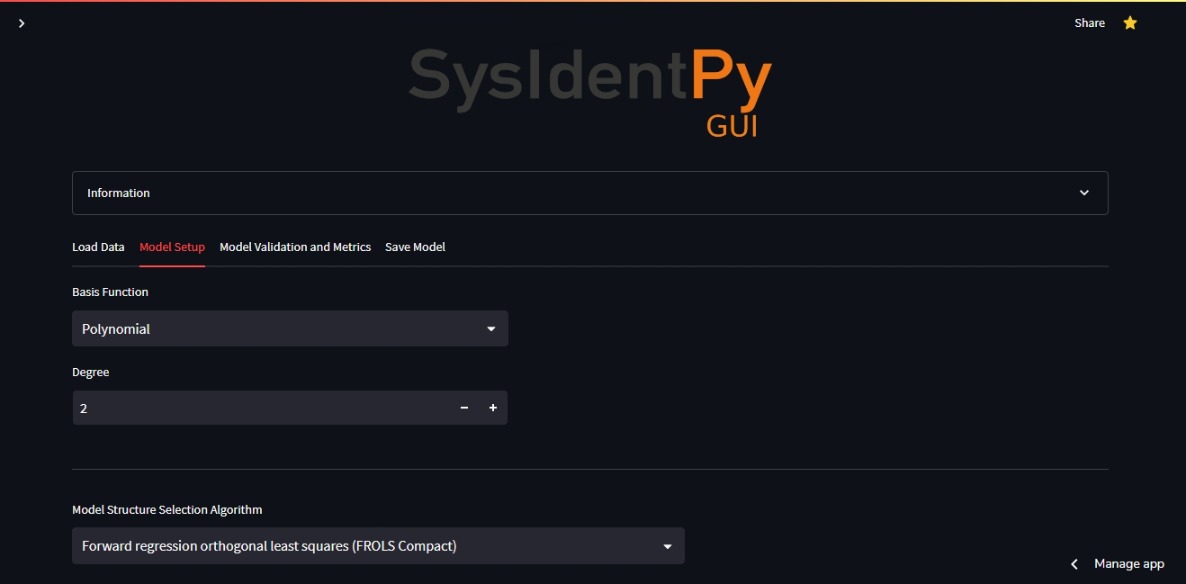 Share
SysIdentPy
GUI
Information
Load Data Model Setup Model Validation and Metrics Save Model
Basis Function
Polynomial
Degree
2
Model Structure Selection Algorithm
Forward regression orthogonal least squares (FROLS Compact)
Manage app